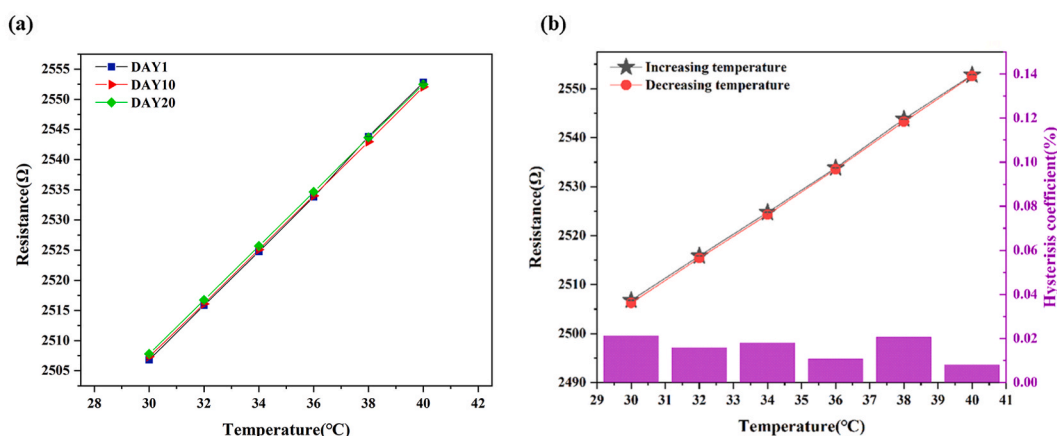 (a)
DAY1
DAY10
DAY20
2555
2550
2545
2540
2535
2530
2525
2520
2515
2510
2505
Resistance(Ω)
28 30 32 34 36 38 40 42
Temperature(℃)
(b)
Increasing temperature
Decreasing temperature
2550
2540
2530
2520
2510
2500
2490
Resistance(Ω)
0.14
0.12
0.10
0.08
0.06
0.04
0.02
0.00
Hysterisis coefficient(%)
29 30 31 32 33 34 35 36 37 38 39 40 41
Temperature(℃)